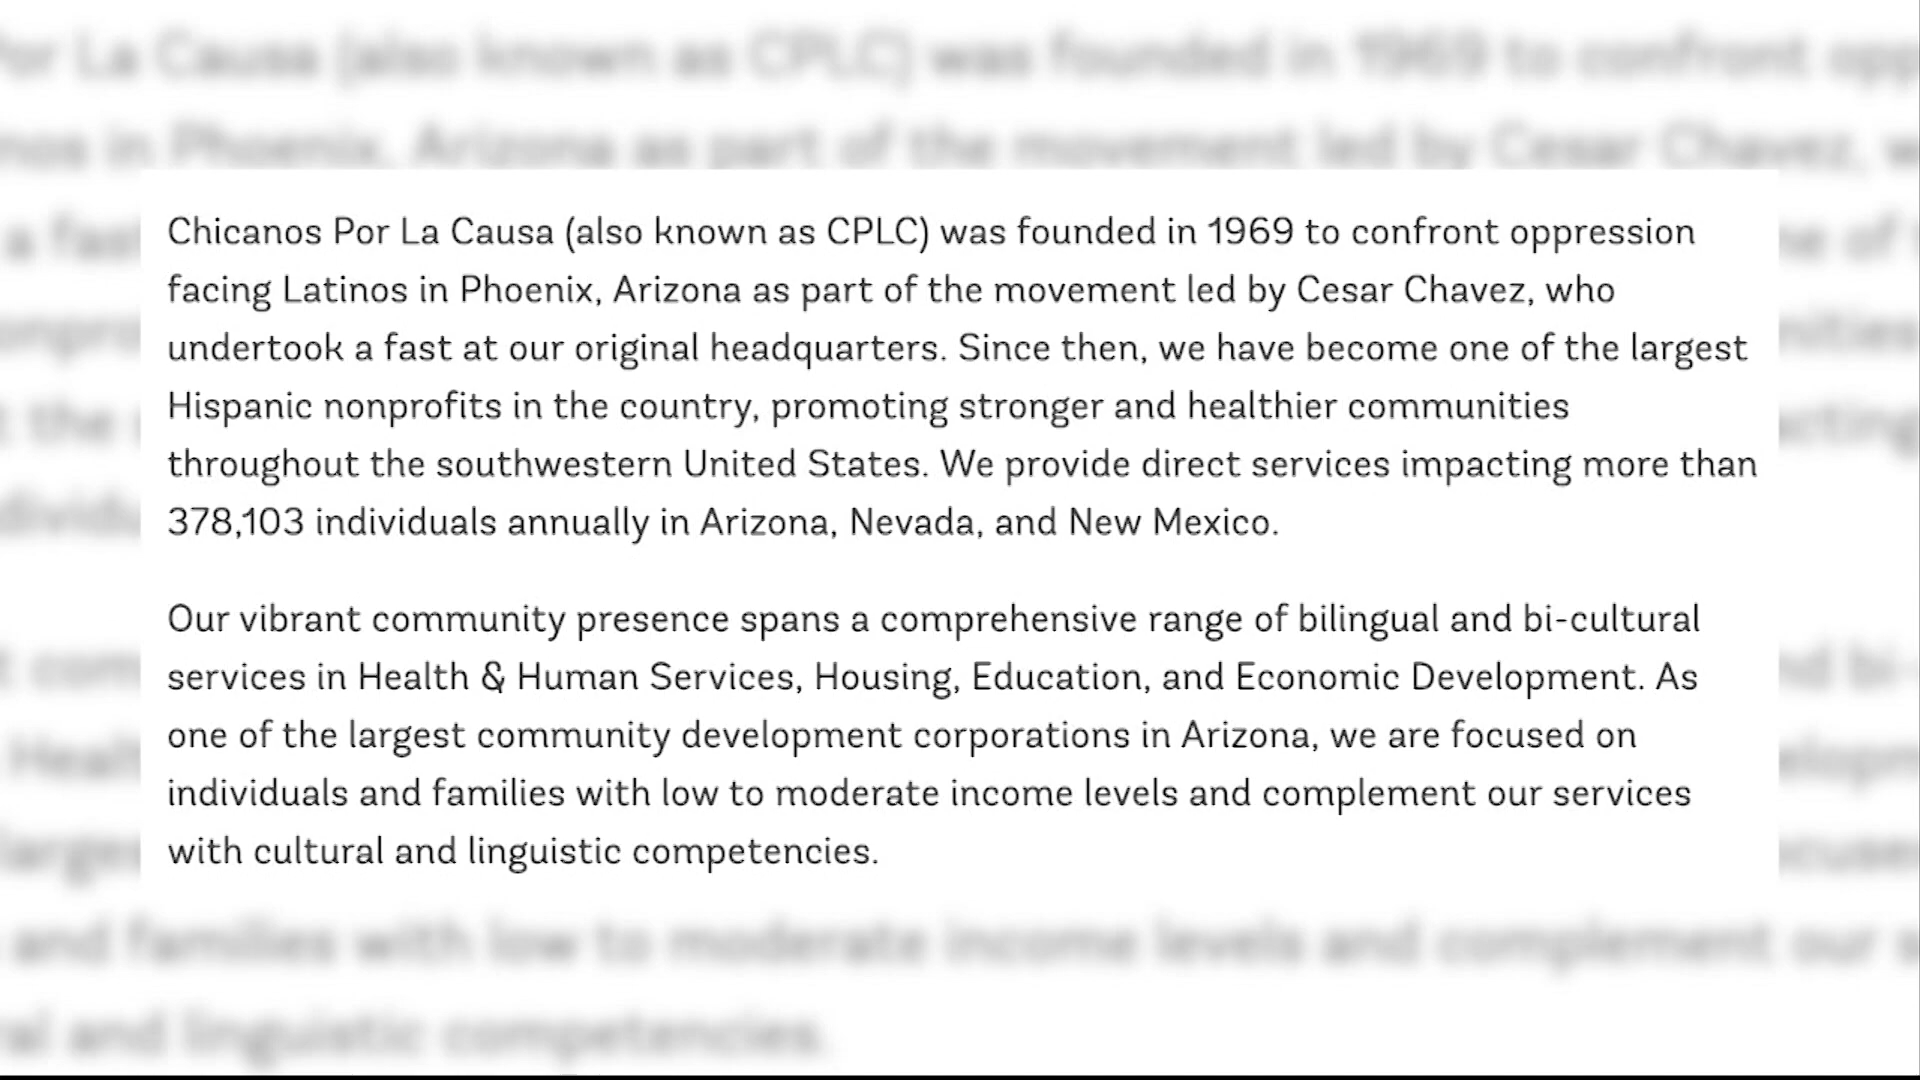 Chicanos Por La Causa (also known as CPLC) was founded in 1969 to confront oppression
facing Latinos in Phoenix, Arizona as part of the movement led by Cesar Chavez, who
undertook a fast at our original headquarters. Since then, we have become one of the largest
Hispanic nonprofits in the country, promoting stronger and healthier communities
throughout the southwestern United States. We provide direct services impacting more than
378,103 individuals annually in Arizona, Nevada, and New Mexico.
Our vibrant community presence spans a comprehensive range of bilingual and bi-cultural
services in Health & Human Services, Housing, Education, and Economic Development. As
one of the largest community development corporations in Arizona, we are focused on
individuals and families with low to moderate income levels and complement our services
with cultural and linguistic competencies.